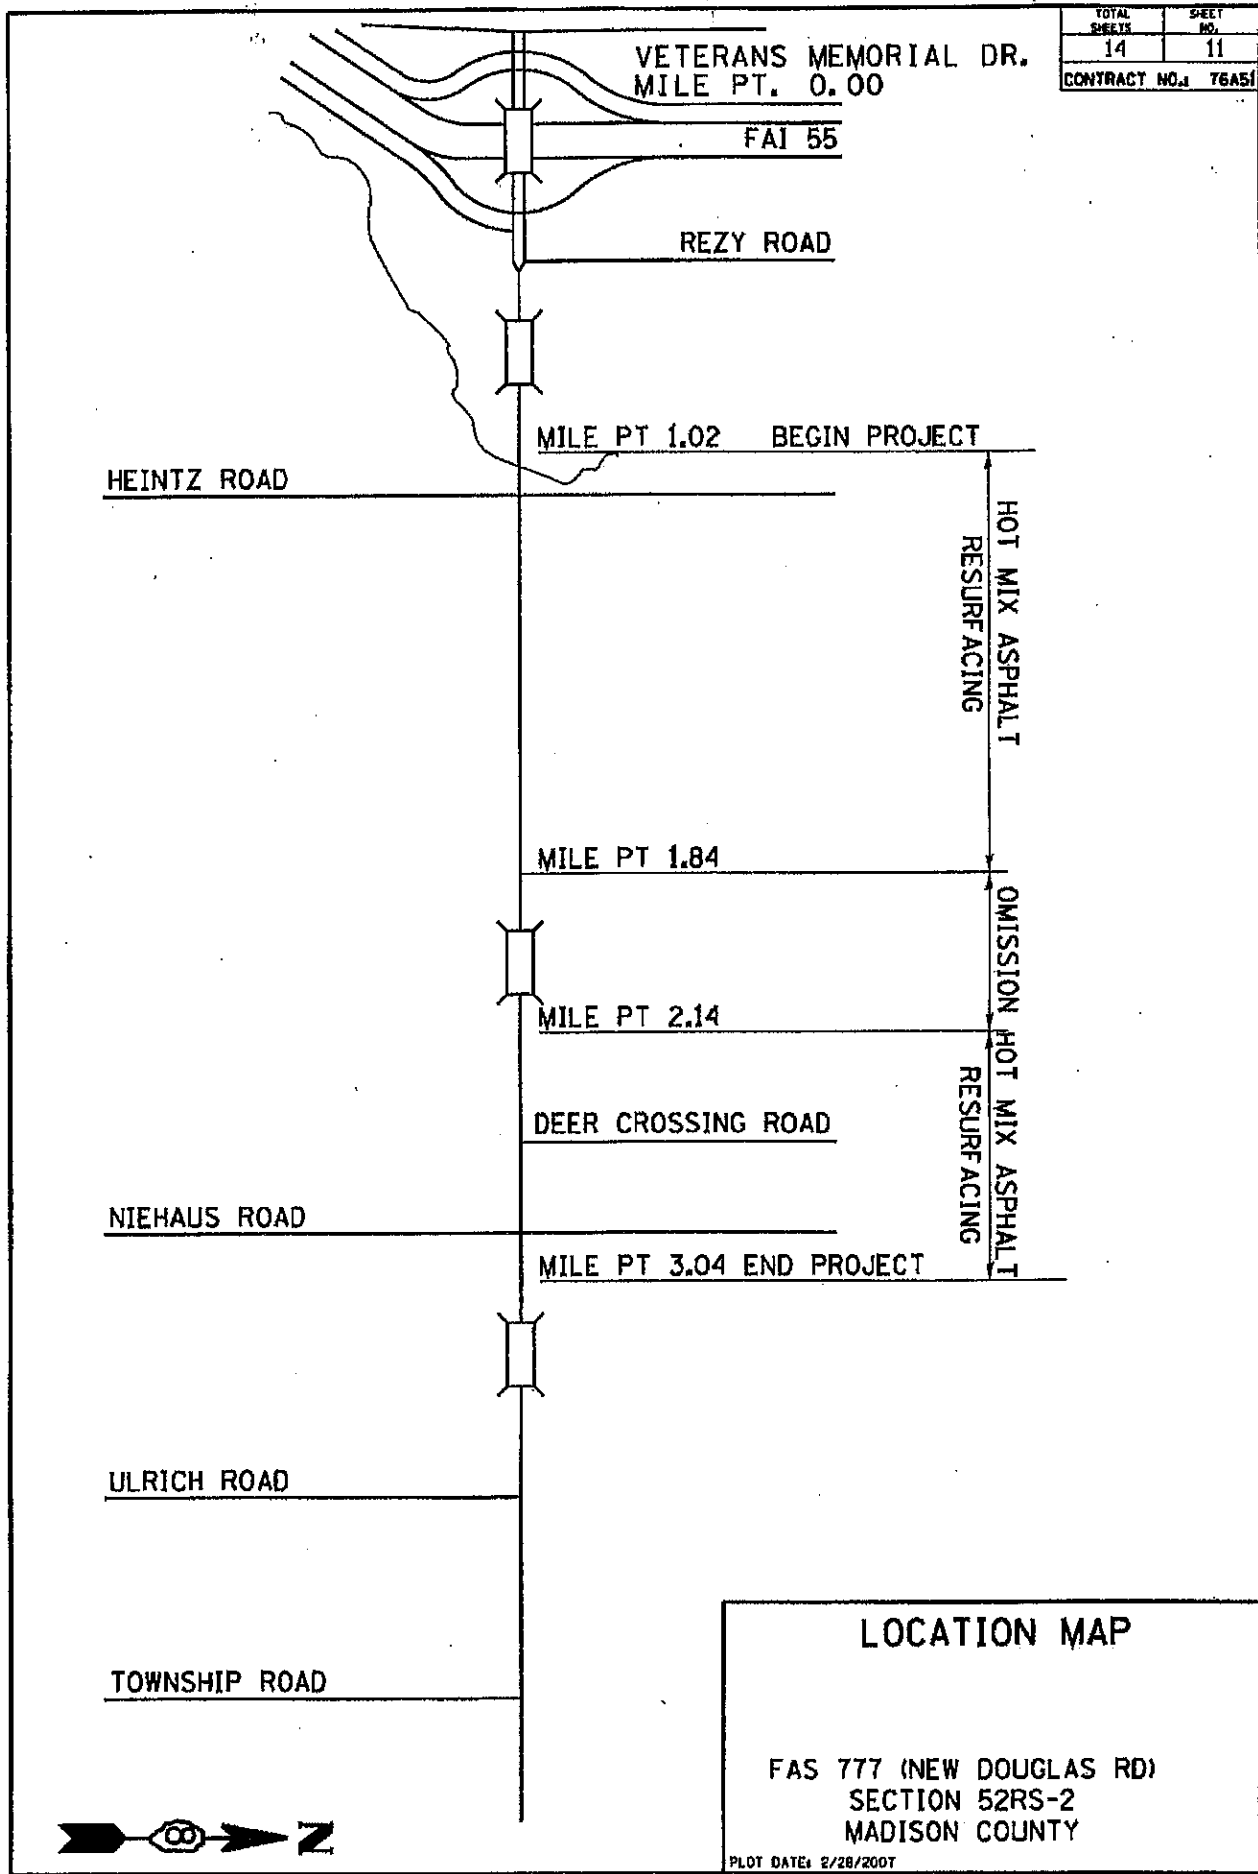 TOTAL SHEETS
SHEET NO.
14
11
CONTRACT NO.: 76A51
VETERANS MEMORIAL DR.
MILE PT. 0.00
FAI 55
REZY ROAD
MILE PT 1.02 BEGIN PROJECT
HEINTZ ROAD
HOT MIX ASPHALT
RESURFACING
MILE PT 1.84
OMISSION
MILE PT 2.14
HOT MIX ASPHALT
RESURFACING
DEER CROSSING ROAD
NIEHAUS ROAD
MILE PT 3.04 END PROJECT
ULRICH ROAD
TOWNSHIP ROAD
N
LOCATION MAP
FAS 777 (NEW DOUGLAS RD)
SECTION 52RS-2
MADISON COUNTY
PLOT DATE: 2/28/2007